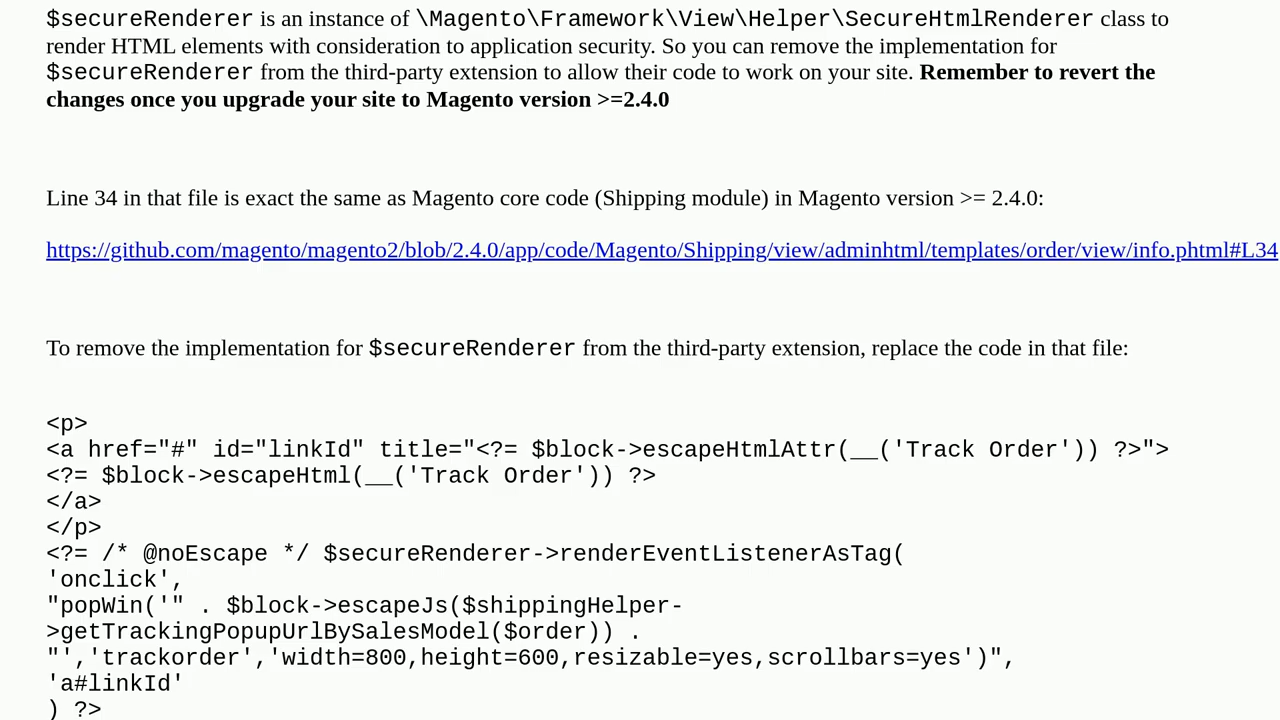 $secureRenderer is an instance of \Magento\Framework\View\Helper\SecureHtmlRenderer class to
render HTML elements with consideration to application security. So you can remove the implementation for
$secureRenderer from the third-party extension to allow their code to work on your site. Remember to revert the
changes once you upgrade your site to Magento version >=2.4.0
Line 34 in that file is exact the same as Magento core code (Shipping module) in Magento version >= 2.4.0:
https://github.com/magento/magento2/blob/2.4.0/app/code/Magento/Shipping/view/adminhtml/templates/order/view/info.phtml#L34
To remove the implementation for $secureRenderer from the third-party extension, replace the code in that file:
<p>
<a href="#" id="linkId" title="<?= $block->escapeHtmlAttr(__('Track Order')) ?>">
<?= $block->escapeHtml(__('Track Order')) ?>
</a>
</p>
<?= /* @noEscape */ $secureRenderer->renderEventListenerAsTag(
'onclick',
"popWin('" . $block->escapeJs($shippingHelper-
>getTrackingPopupUrlBySalesModel($order)) .
"','trackorder','width=800,height=600,resizable=yes,scrollbars=yes')",
'a#linkId'
) ?>